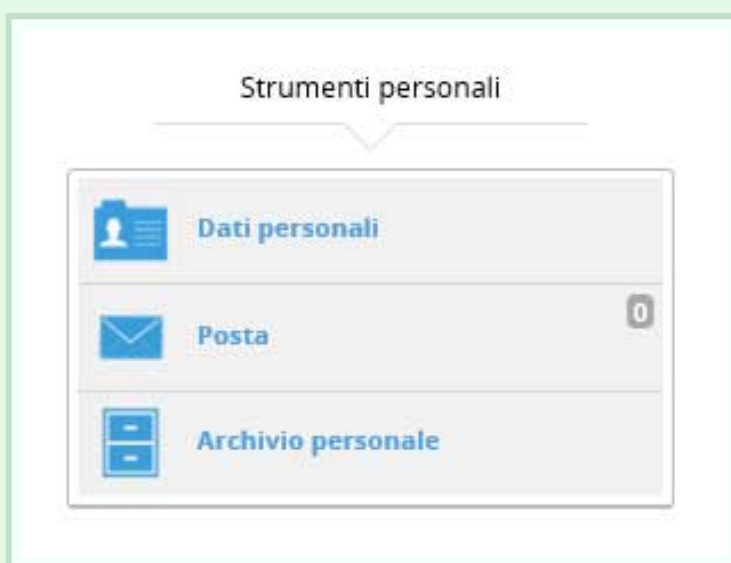 Strumenti personali
Dati personali
0
Posta
Archivio personale